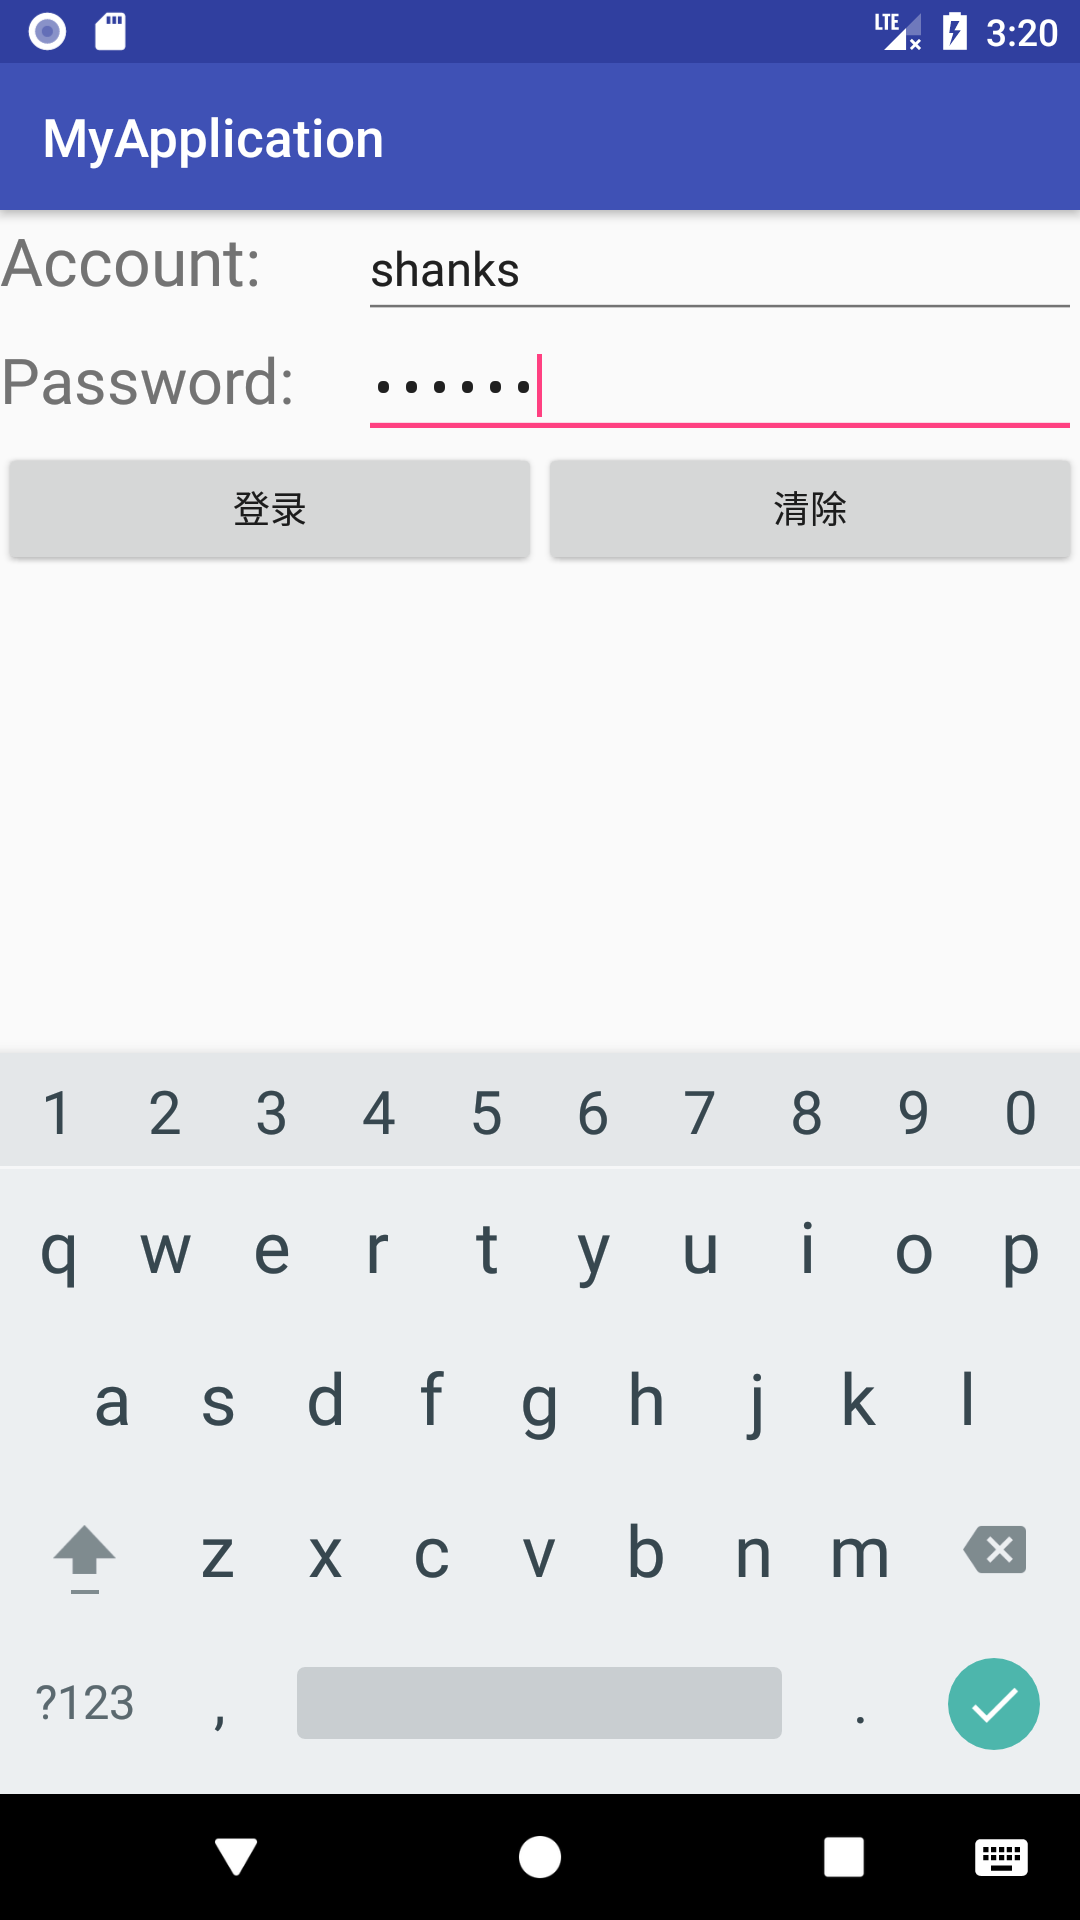 LTE 3:20
MyApplication
Account: shanks
Password: ••••••
登录 清除
1 2 3 4 5 6 7 8 9 0
q w e r t y u i o p
a s d f g h j k l
z x c v b n m
?123 , .